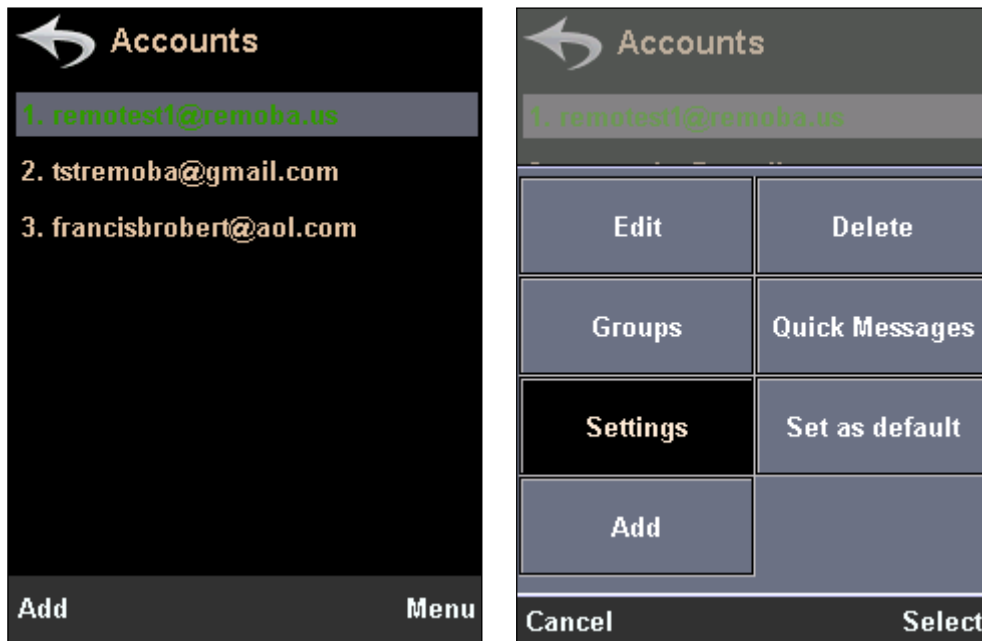 Accounts
1. remotest1@remoba.us
2. tstremoba@gmail.com
3. francisbrobert@aol.com
Add Menu
Accounts
1. remotest1@remoba.us
Edit Delete
Groups Quick Messages
Settings Set as default
Add
Cancel Select